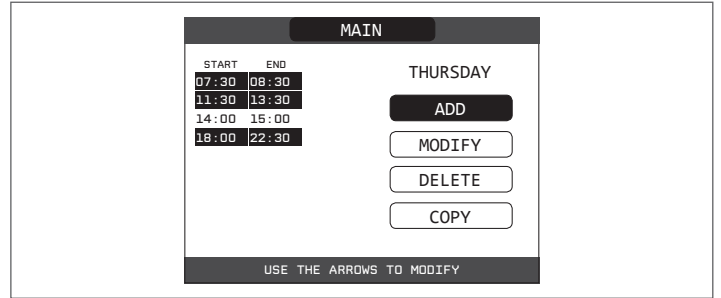 MAIN
START END
07:30 08:30
11:30 13:30
14:00 15:00
18:00 22:30
THURSDAY
ADD
MODIFY
DELETE
COPY
USE THE ARROWS TO MODIFY